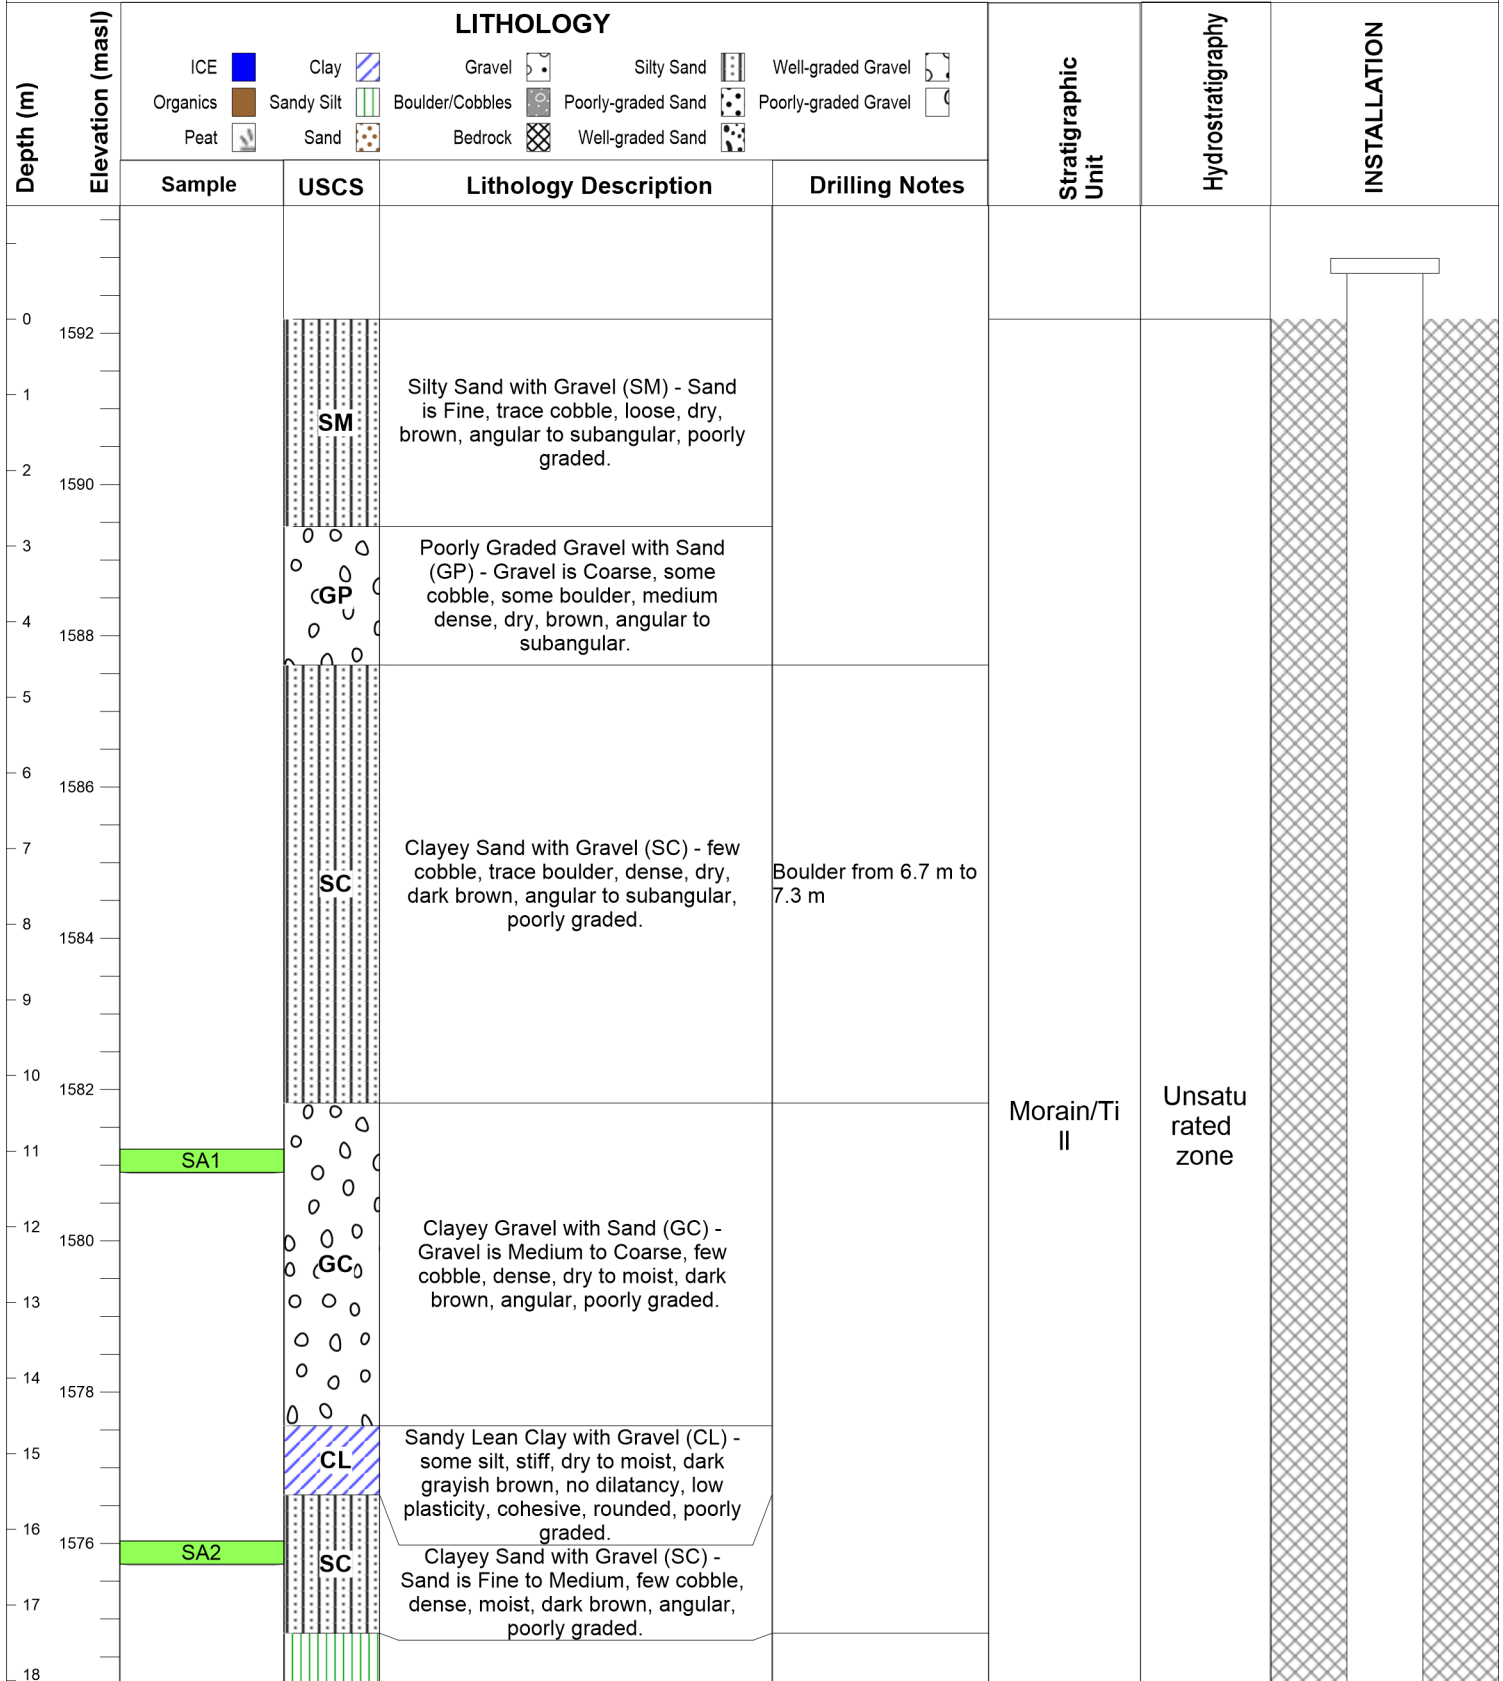 Depth (m)
Elevation (masl)
LITHOLOGY
ICE
Clay
Gravel
Silty Sand
Well-graded Gravel
Organics
Sandy Silt
Boulder/Cobbles
Poorly-graded Sand
Poorly-graded Gravel
Peat
Sand
Bedrock
Well-graded Sand
Stratigraphic
Unit
Hydrostratigraphy
INSTALLATION
Sample
USCS
Lithology Description
Drilling Notes
0
1592
1
2
1590
3
4
1588
5
6
1586
7
8
1584
9
10
1582
11
12
1580
13
14
1578
15
16
1576
17
18
SA1
SA2
SM
GP
SC
GC
CL
SC
Silty Sand with Gravel (SM) - Sand
is Fine, trace cobble, loose, dry,
brown, angular to subangular, poorly
graded.
Poorly Graded Gravel with Sand
(GP) - Gravel is Coarse, some
cobble, some boulder, medium
dense, dry, brown, angular to
subangular.
Clayey Sand with Gravel (SC) - few
cobble, trace boulder, dense, dry,
dark brown, angular to subangular,
poorly graded.
Clayey Gravel with Sand (GC) -
Gravel is Medium to Coarse, few
cobble, dense, dry to moist, dark
brown, angular, poorly graded.
Sandy Lean Clay with Gravel (CL) -
some silt, stiff, dry to moist, dark
grayish brown, no dilatancy, low
plasticity, cohesive, rounded, poorly
graded.
Clayey Sand with Gravel (SC) -
Sand is Fine to Medium, few cobble,
dense, moist, dark brown, angular,
poorly graded.
Boulder from 6.7 m to
7.3 m
Morain/Ti
ll
Unsatu
rated
zone